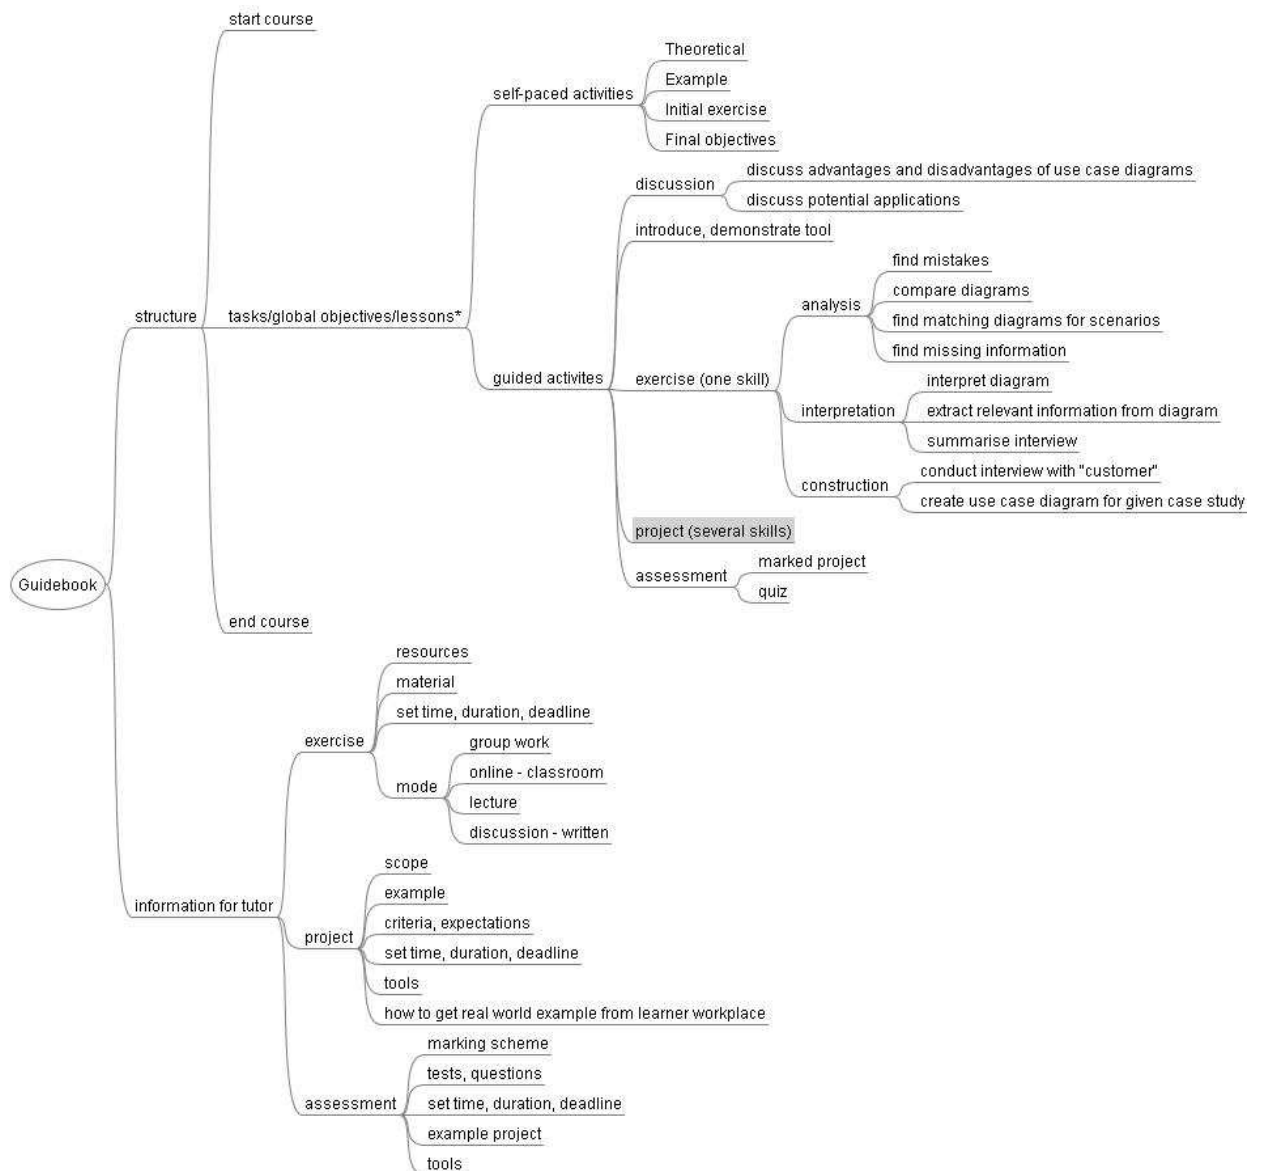 start course
Theoretical
self-paced activities
Example
Initial exercise
Final objectives
discuss advantages and disadvantages of use case diagrams
discussion
discuss potential applications
introduce, demonstrate tool
find mistakes
compare diagrams
analysis
structure
tasks/global objectives/lessons*
find matching diagrams for scenarios
find missing information
guided activites
exercise (one skill)
interpret diagram
interpretation
extract relevant information from diagram
summarise interview
conduct interview with "customer"
construction
create use case diagram for given case study
project (several skills)
marked project
assessment
quiz
Guidebook
end course
resources
material
set time, duration, deadline
exercise
group work
online - classroom
mode
lecture
discussion - written
scope
example
information for tutor
criteria, expectations
project
set time, duration, deadline
tools
how to get real world example from learner workplace
marking scheme
tests, questions
assessment
set time, duration, deadline
example project
tools